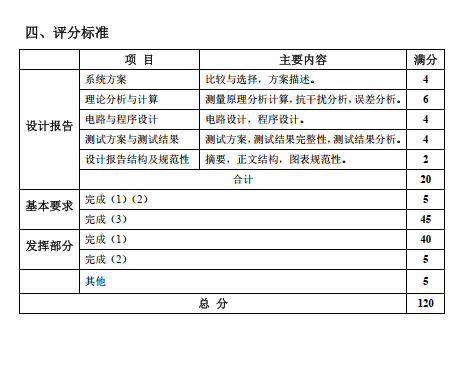 四、评分标准
项 目 主要内容 满分
设计报告
系统方案 比较与选择，方案描述。 4
理论分析与计算 测量原理分析计算,抗干扰分析,误差分析。 6
电路与程序设计 电路设计，程序设计。 4
测试方案与测试结果 测试方案,测试结果完整性,测试结果分析。 4
设计报告结构及规范性 摘要，正文结构，图表规范性。 2
合计 20
基本要求
完成（1）（2） 5
完成（3） 45
发挥部分
完成（1） 40
完成（2） 5
其他 5
总 分 120